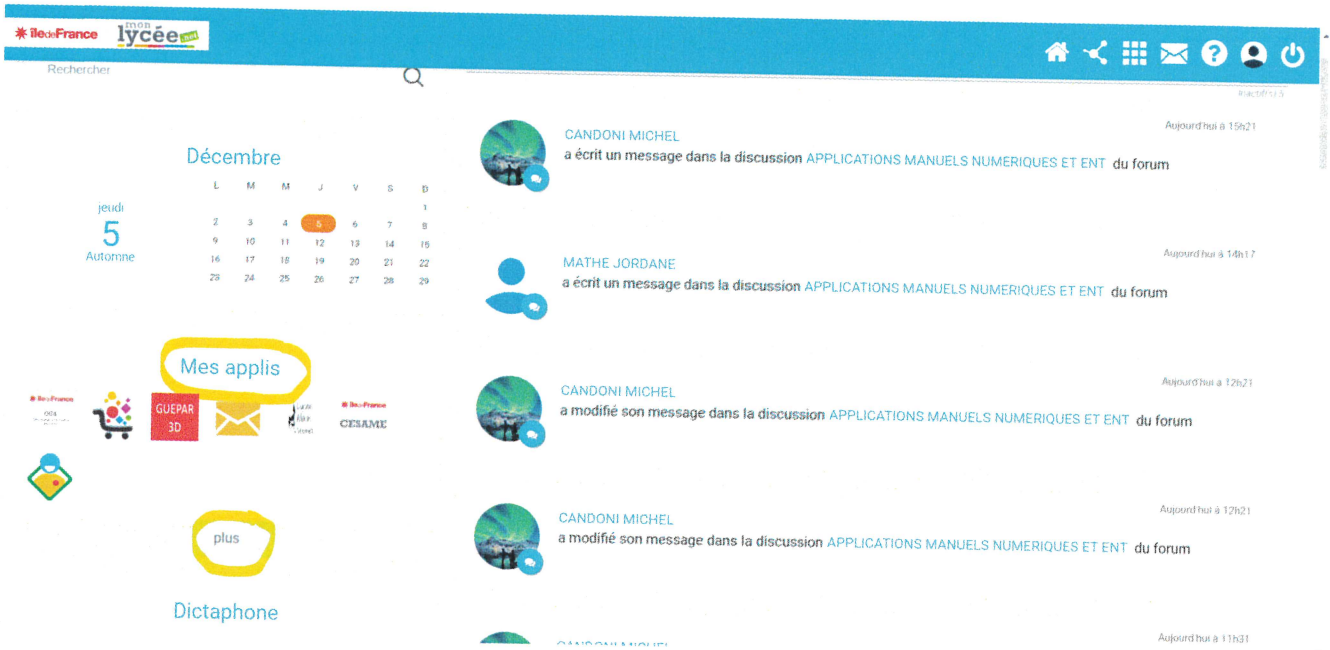 îledeFrance
mon
lycée.net
Rechercher
Inactif(s) 5
Décembre
L M M J V S D
1
jeudi
5
Automne
2 3 4 5 6 7 8
9 10 11 12 13 14 15
16 17 18 19 20 21 22
23 24 25 26 27 28 29
Mes applis
îledeFrance
GUEPAR
3D
îledeFrance
CESAME
plus
Dictaphone
Aujourd'hui à 15h21
CANDONI MICHEL
a écrit un message dans la discussion APPLICATIONS MANUELS NUMERIQUES ET ENT du forum
Aujourd'hui à 14h17
MATHE JORDANE
a écrit un message dans la discussion APPLICATIONS MANUELS NUMERIQUES ET ENT du forum
Aujourd'hui à 12h21
CANDONI MICHEL
a modifié son message dans la discussion APPLICATIONS MANUELS NUMERIQUES ET ENT du forum
Aujourd'hui à 12h21
CANDONI MICHEL
a modifié son message dans la discussion APPLICATIONS MANUELS NUMERIQUES ET ENT du forum
Aujourd'hui à 11h31
CANDONI MICHEL